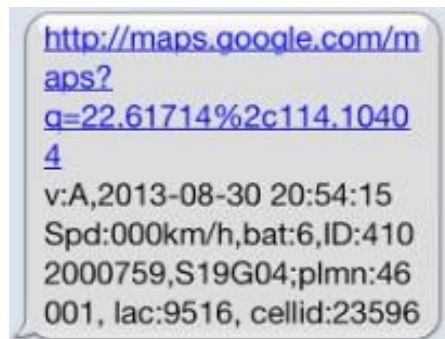 http://maps.google.com/m
aps?
q=22.61714%2c114.1040
4
v:A,2013-08-30 20:54:15
Spd:000km/h,bat:6,ID:410
2000759,S19G04;plmn:46
001, lac:9516, cellid:23596